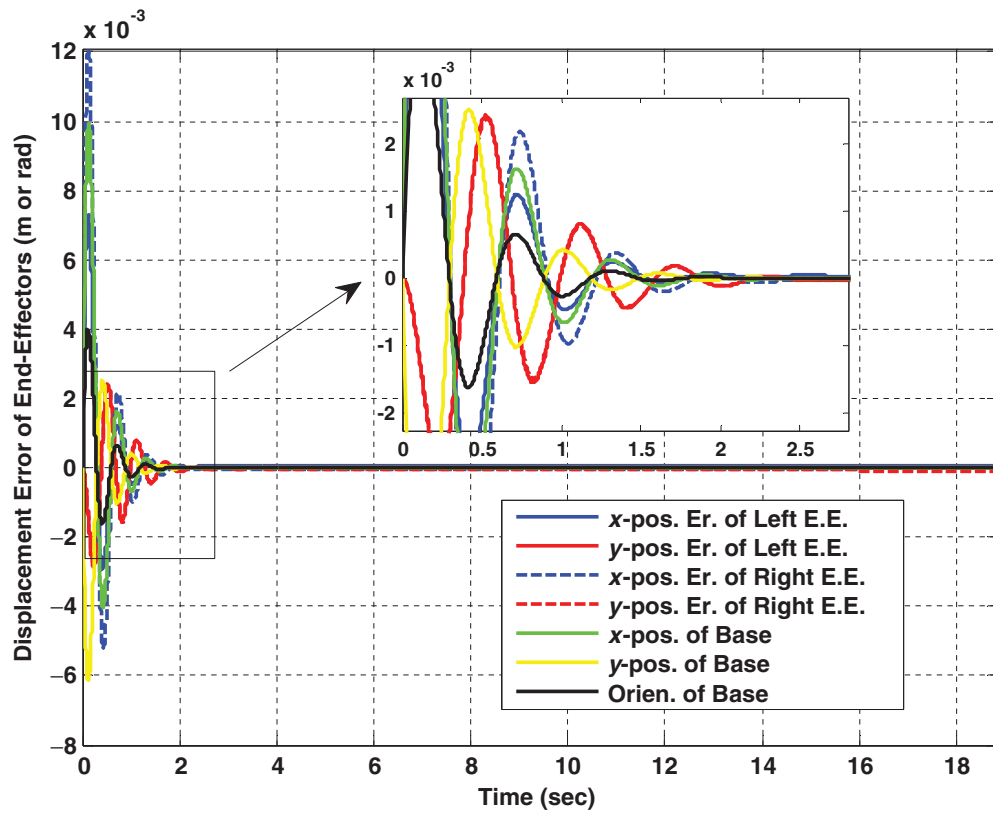 x 10⁻³
12
10
8
6
4
2
0
−2
−4
−6
−8
0 2 4 6 8 10 12 14 16 18
Time (sec)
Displacement Error of End-Effectors (m or rad)
x 10⁻³
2
1
0
-1
-2
0 0.5 1 1.5 2 2.5
x-pos. Er. of Left E.E.
y-pos. Er. of Left E.E.
x-pos. Er. of Right E.E.
y-pos. Er. of Right E.E.
x-pos. of Base
y-pos. of Base
Orien. of Base